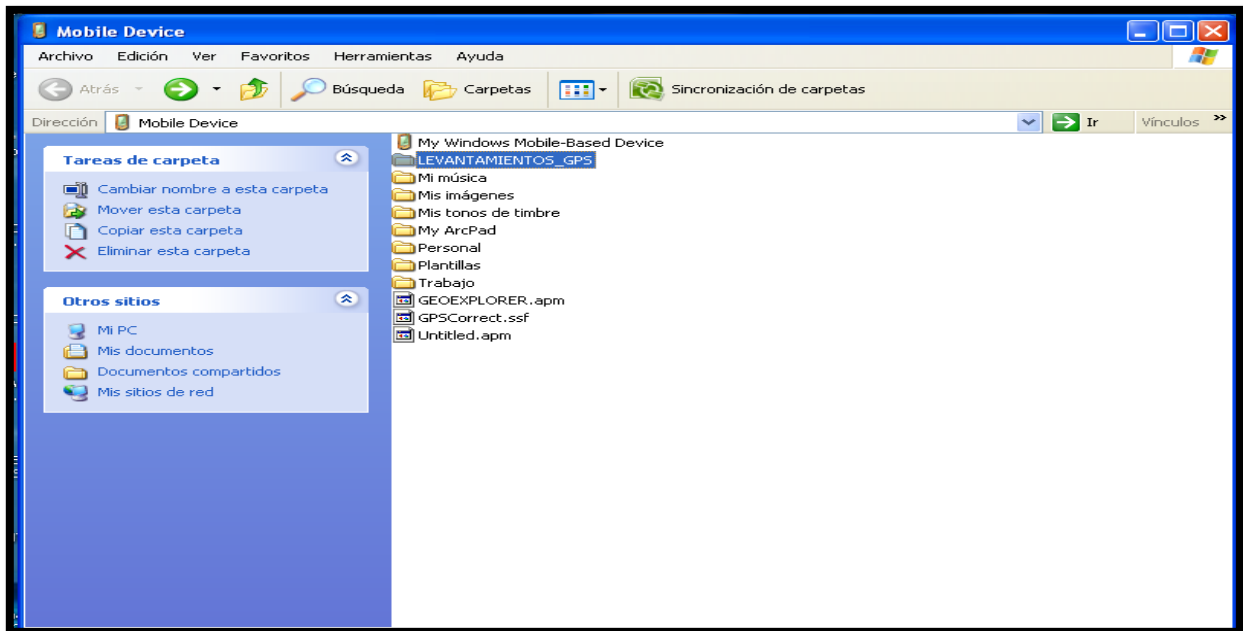 Mobile Device
Archivo Edición Ver Favoritos Herramientas Ayuda
Atrás Búsqueda Carpetas Sincronización de carpetas
Dirección Mobile Device Ir Vínculos »
Tareas de carpeta
Cambiar nombre a esta carpeta
Mover esta carpeta
Copiar esta carpeta
Eliminar esta carpeta
Otros sitios
Mi PC
Mis documentos
Documentos compartidos
Mis sitios de red
My Windows Mobile-Based Device
LEVANTAMIENTOS_GPS
Mi música
Mis imágenes
Mis tonos de timbre
My ArcPad
Personal
Plantillas
Trabajo
GEOEXPLORER.apm
GPSCorrect.ssf
Untitled.apm